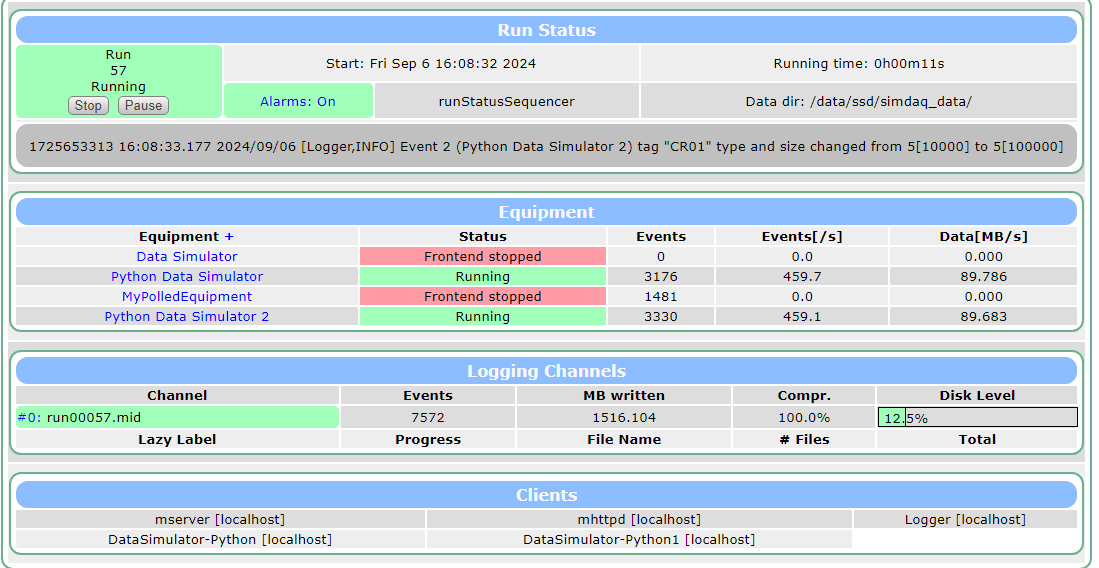 Run Status
Run
57
Running
Stop Pause
Start: Fri Sep 6 16:08:32 2024
Running time: 0h00m11s
Alarms: On
runStatusSequencer
Data dir: /data/ssd/simdaq_data/
1725653313 16:08:33.177 2024/09/06 [Logger,INFO] Event 2 (Python Data Simulator 2) tag "CR01" type and size changed from 5[10000] to 5[100000]
Equipment
Equipment + Status Events Events[/s] Data[MB/s]
Data Simulator Frontend stopped 0 0.0 0.000
Python Data Simulator Running 3176 459.7 89.786
MyPolledEquipment Frontend stopped 1481 0.0 0.000
Python Data Simulator 2 Running 3330 459.1 89.683
Logging Channels
Channel Events MB written Compr. Disk Level
#0: run00057.mid 7572 1516.104 100.0% 12.5%
Lazy Label Progress File Name # Files Total
Clients
mserver [localhost] mhttpd [localhost] Logger [localhost]
DataSimulator-Python [localhost] DataSimulator-Python1 [localhost]